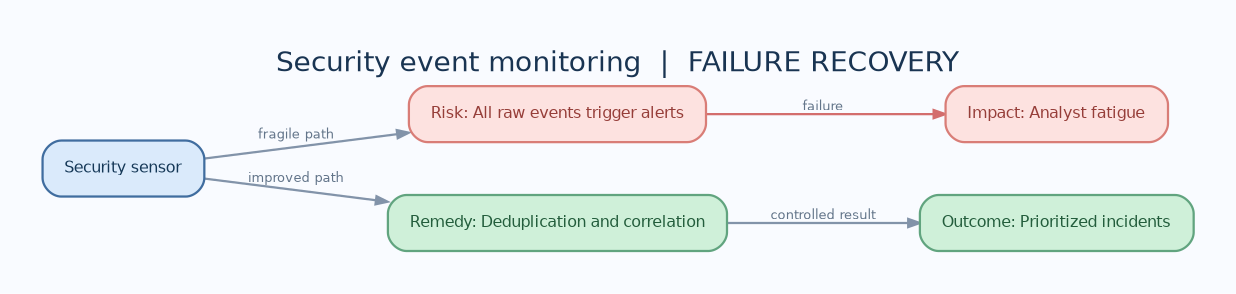 Security event monitoring | FAILURE RECOVERY
Security sensor
fragile path
Risk: All raw events trigger alerts
failure
Impact: Analyst fatigue
improved path
Remedy: Deduplication and correlation
controlled result
Outcome: Prioritized incidents